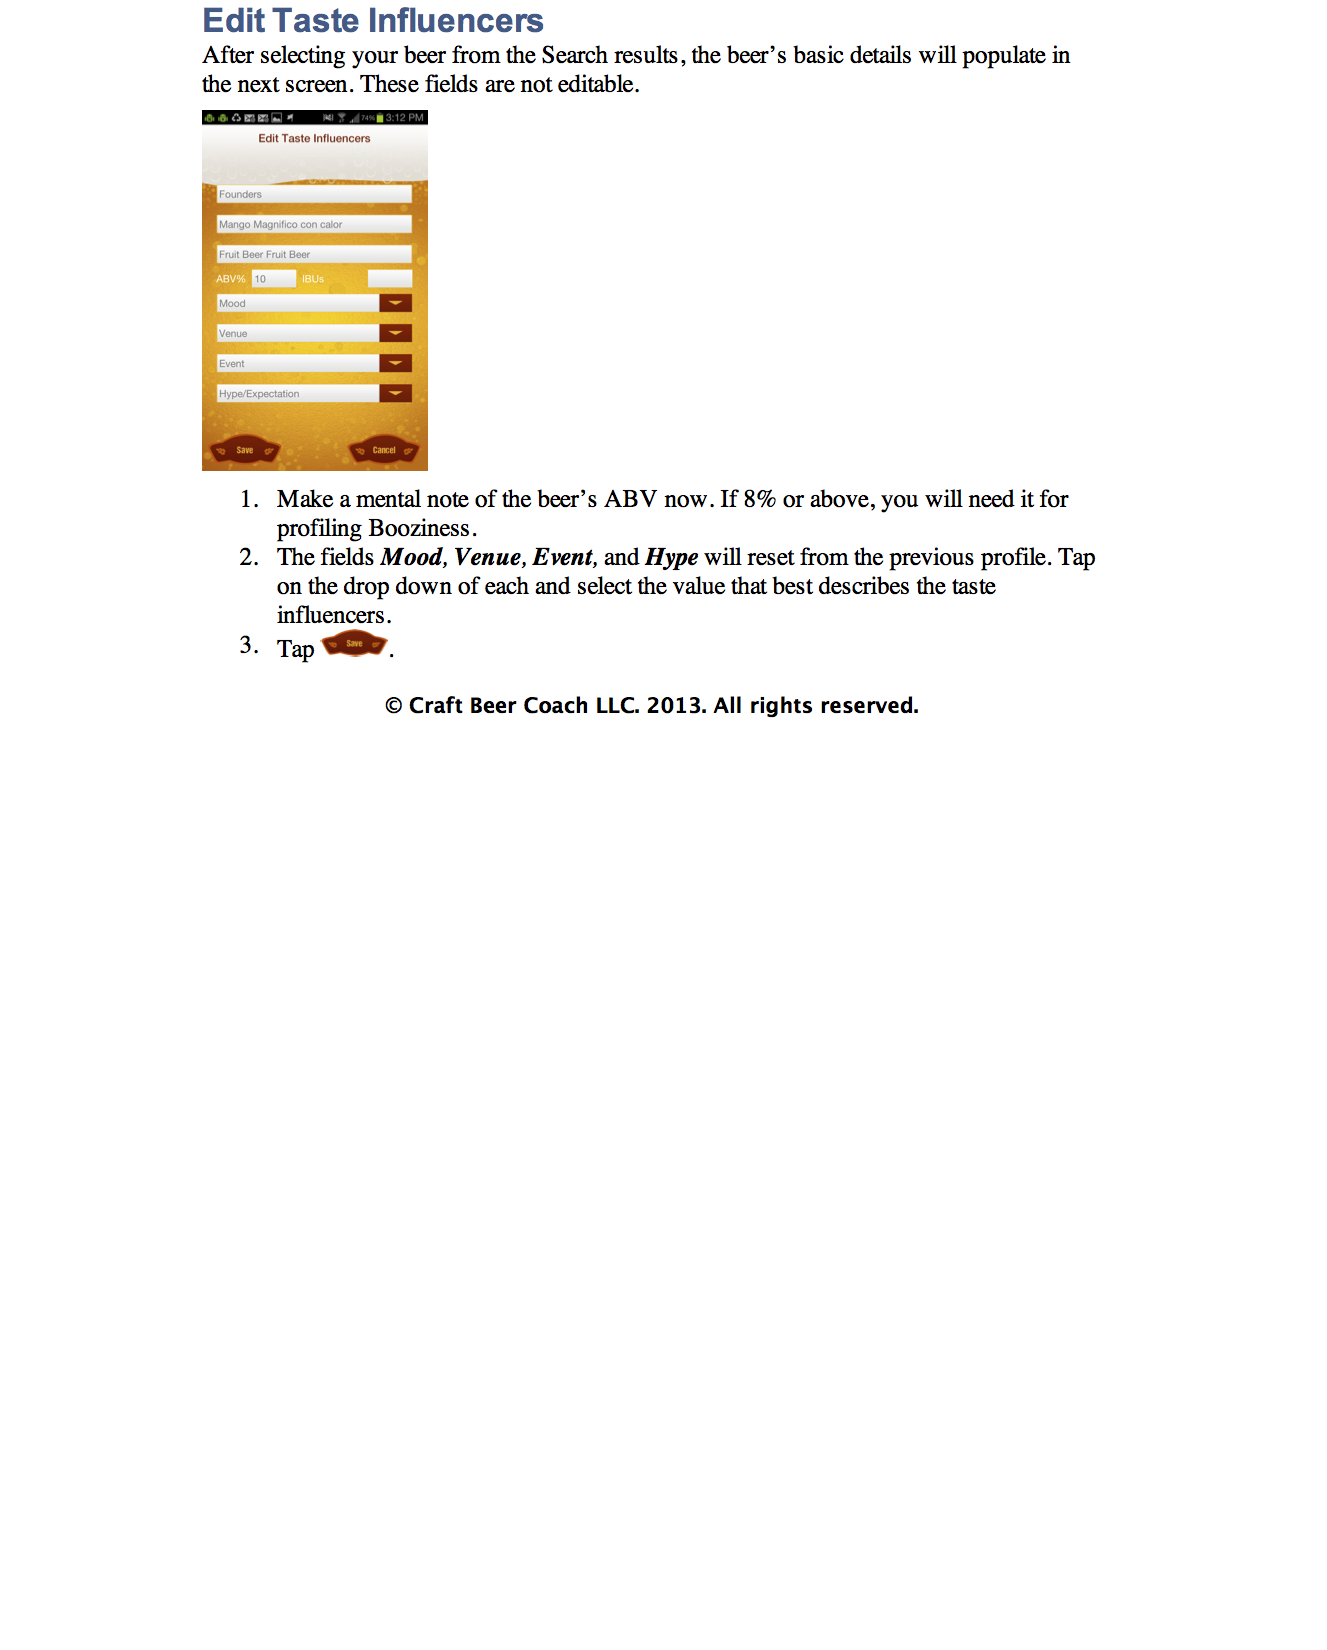 Edit Taste Influencers
After selecting your beer from the Search results, the beer’s basic details will populate in
the next screen. These fields are not editable.
74% 3:12 PM
Edit Taste Influencers
Founders
Mango Magnifico con calor
Fruit Beer Fruit Beer
ABV% 10 IBUs
Mood
Venue
Event
Hype/Expectation
Save Cancel
1. Make a mental note of the beer’s ABV now. If 8% or above, you will need it for
profiling Booziness.
2. The fields Mood, Venue, Event, and Hype will reset from the previous profile. Tap
on the drop down of each and select the value that best describes the taste
influencers.
3. Tap Save .
© Craft Beer Coach LLC. 2013. All rights reserved.